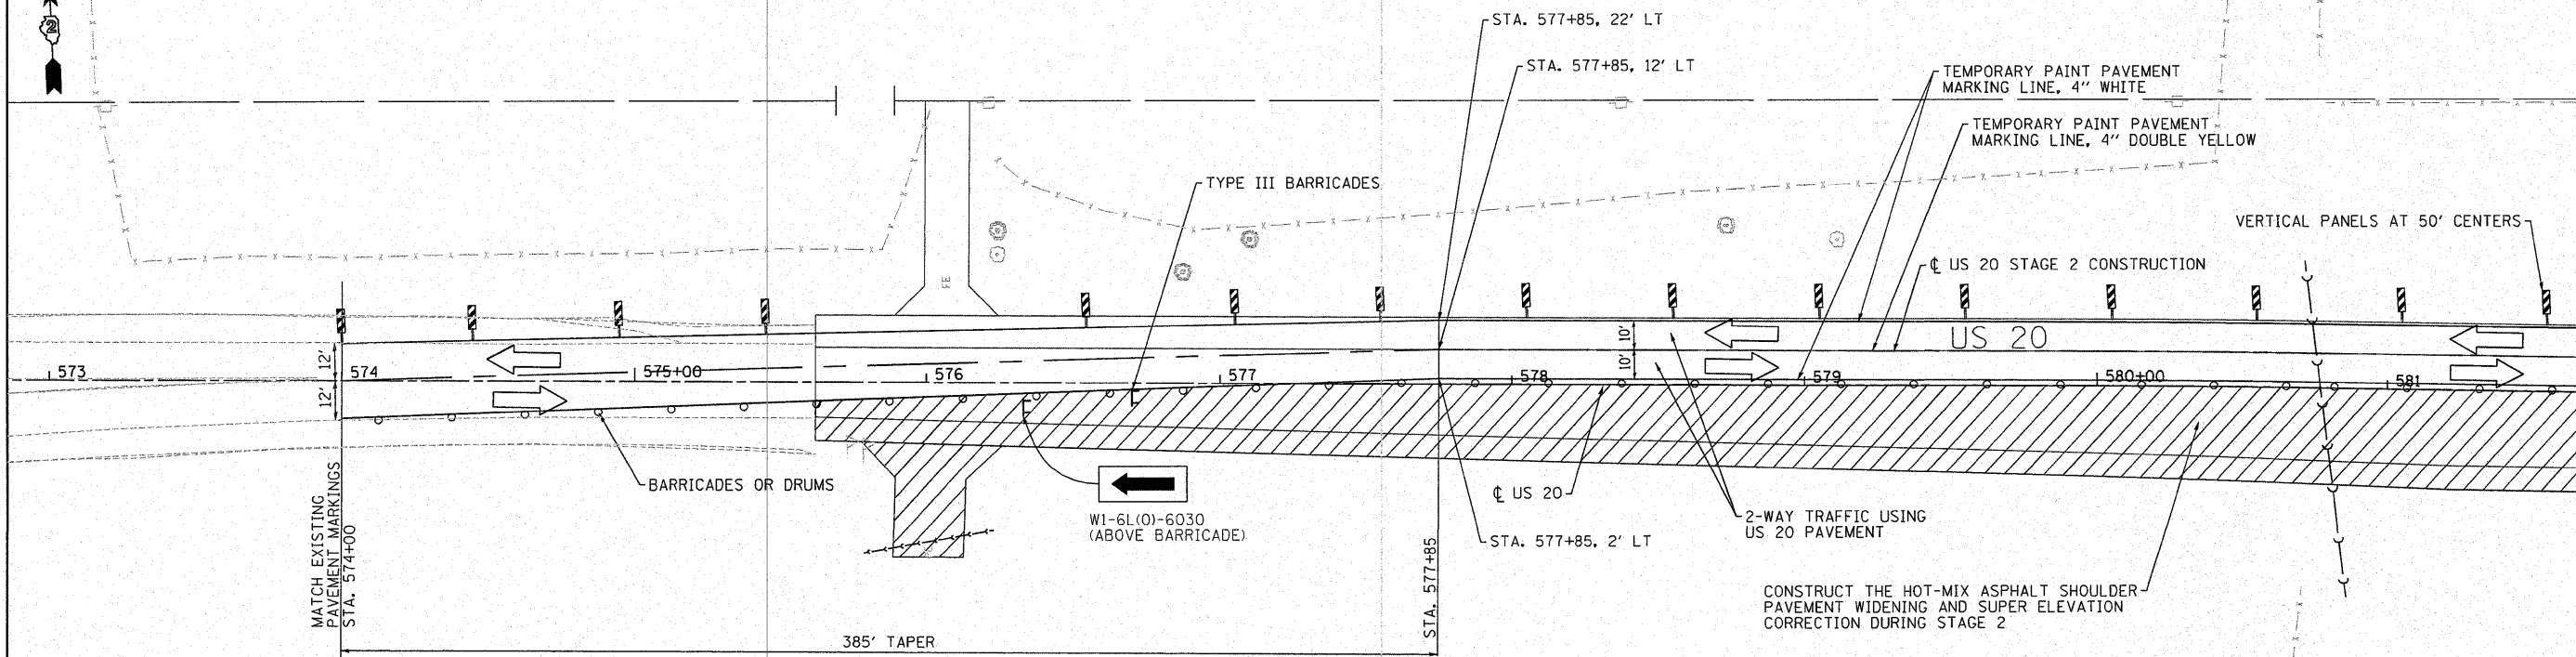 2
STA. 577+85, 22' LT
STA. 577+85, 12' LT
TEMPORARY PAINT PAVEMENT
MARKING LINE, 4" WHITE
TEMPORARY PAINT PAVEMENT
MARKING LINE, 4" DOUBLE YELLOW
TYPE III BARRICADES
VERTICAL PANELS AT 50' CENTERS
℄ US 20 STAGE 2 CONSTRUCTION
FE
US 20
10'
10'
12'
12'
573
574
575+00
576
577
578
579
580+00
581
BARRICADES OR DRUMS
W1-6L(O)-6030
(ABOVE BARRICADE)
℄ US 20
STA. 577+85, 2' LT
2-WAY TRAFFIC USING
US 20 PAVEMENT
CONSTRUCT THE HOT-MIX ASPHALT SHOULDER
PAVEMENT WIDENING AND SUPER ELEVATION
CORRECTION DURING STAGE 2
MATCH EXISTING
PAVEMENT MARKINGS
STA. 574+00
STA. 577+85
385' TAPER